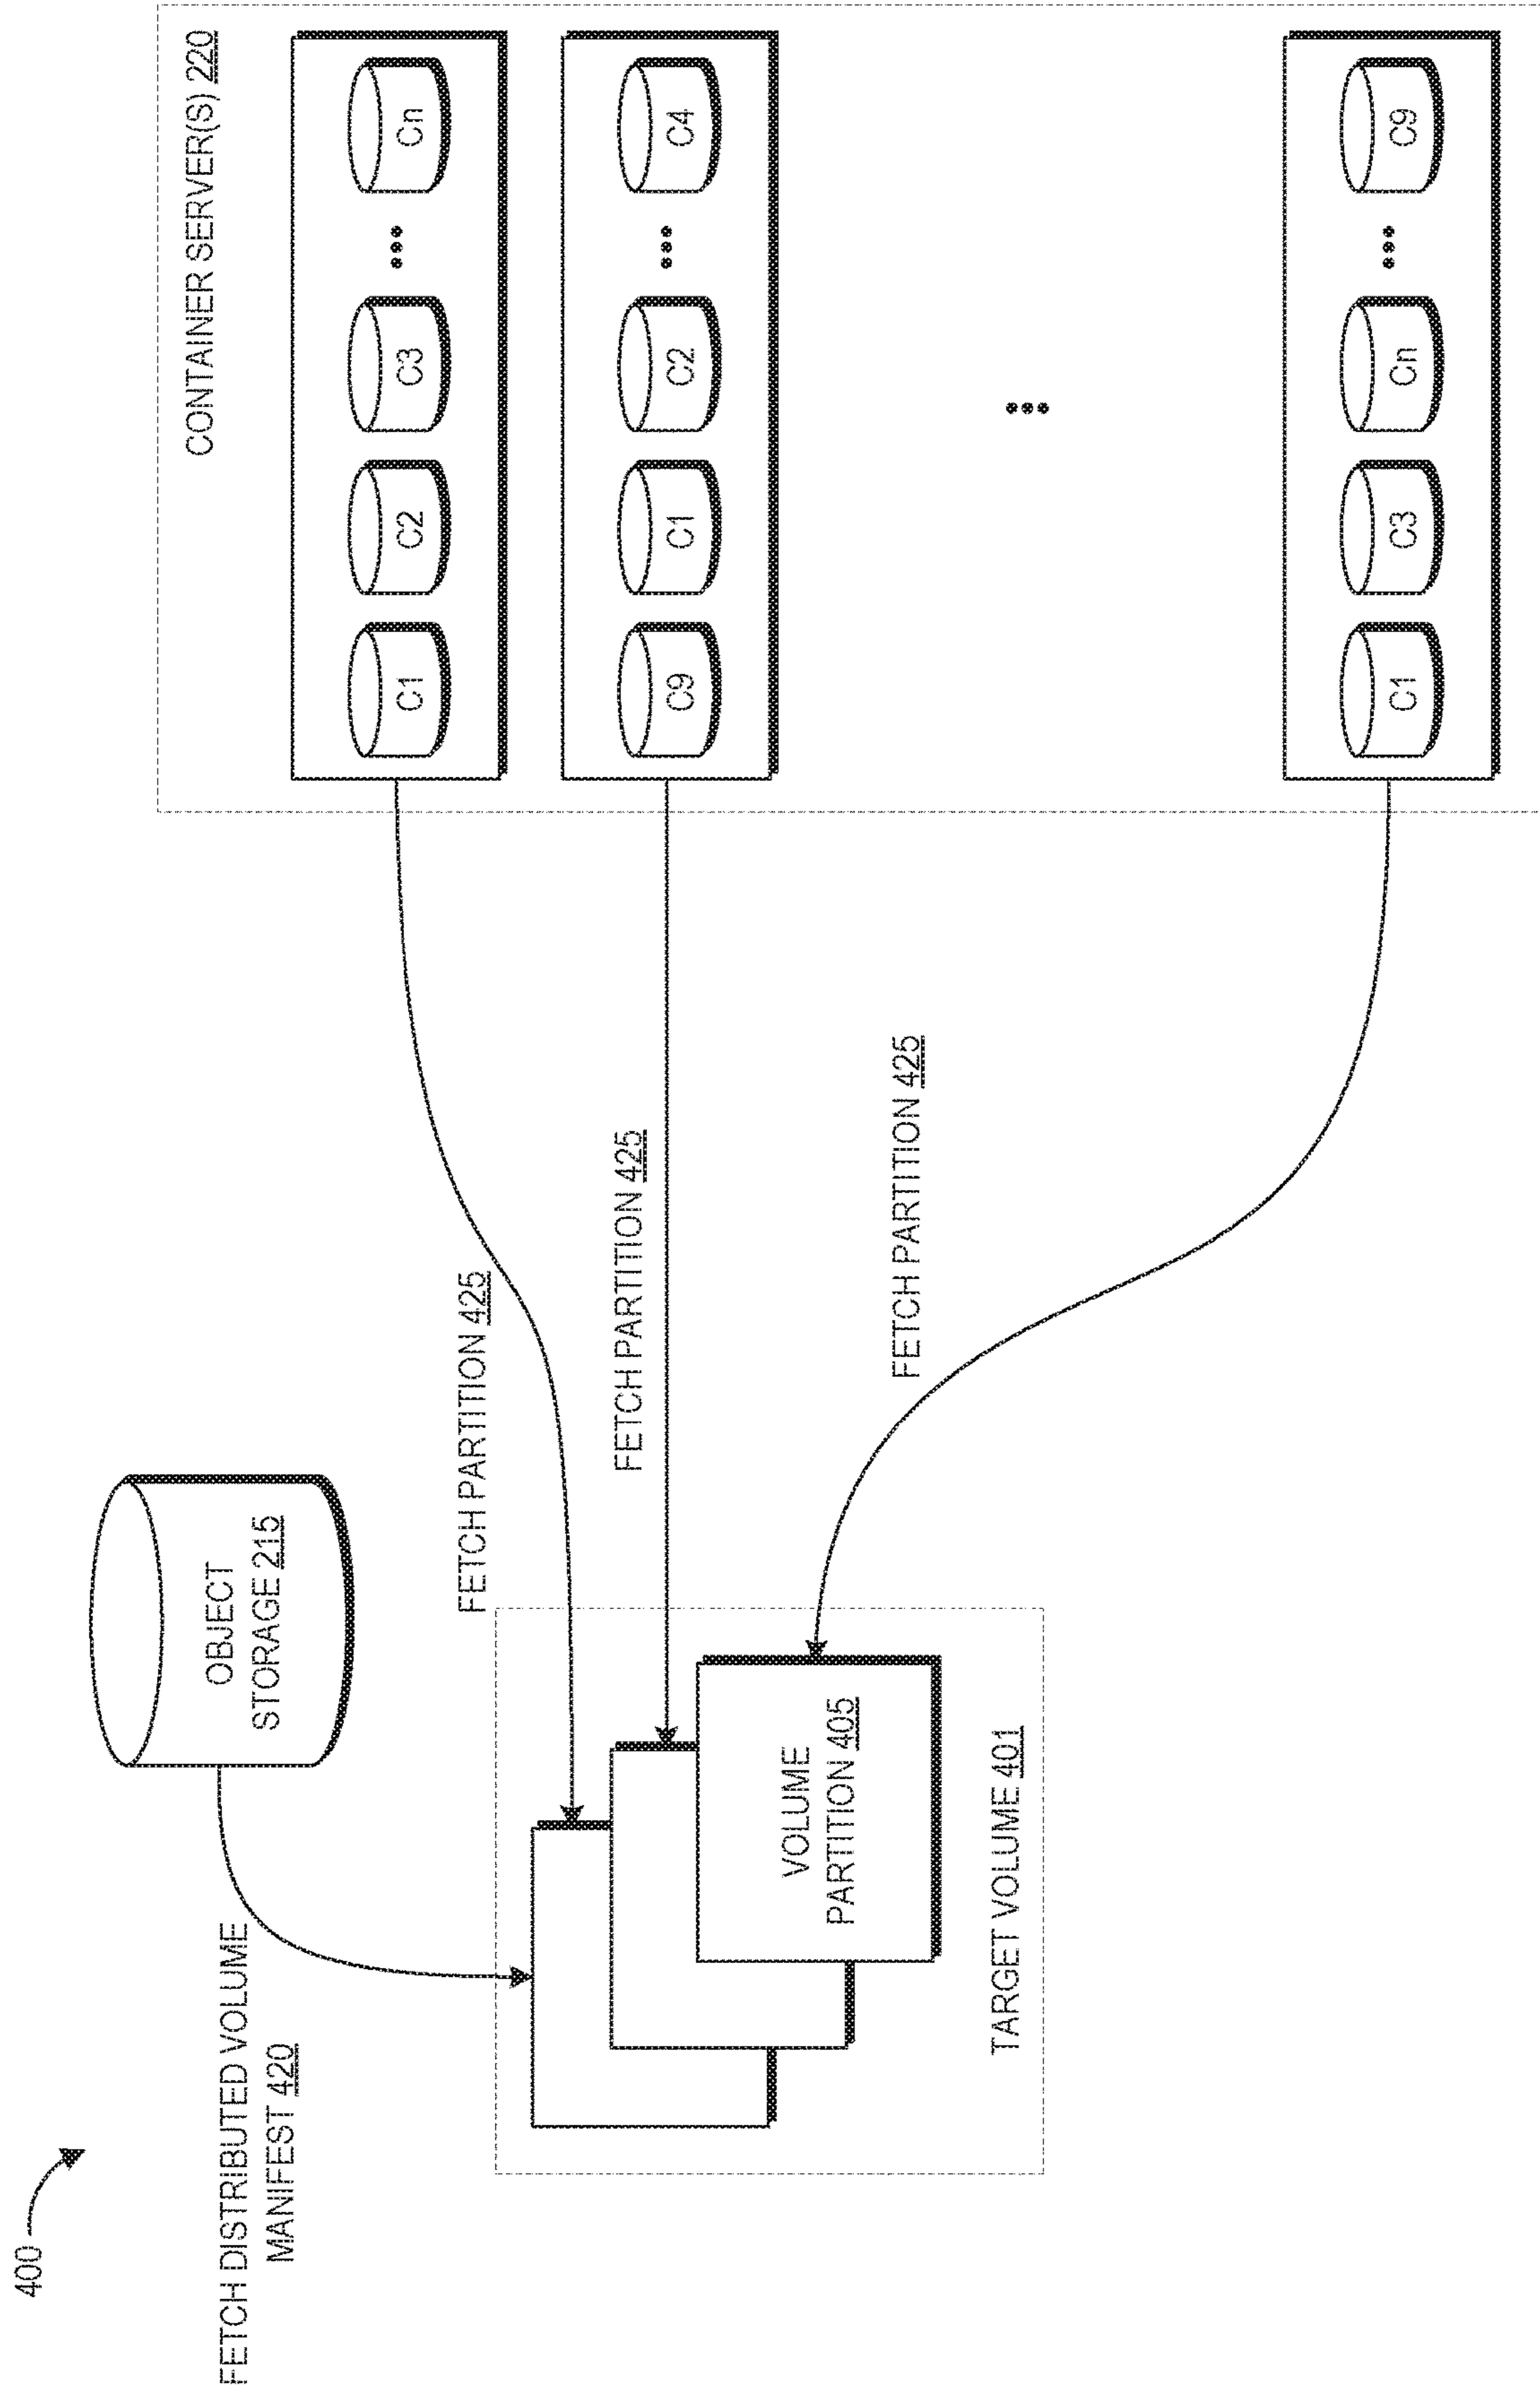 400
FETCH DISTRIBUTED VOLUME
MANIFEST 420
OBJECT
STORAGE 215
FETCH PARTITION 425
FETCH PARTITION 425
FETCH PARTITION 425
VOLUME
PARTITION 405
TARGET VOLUME 401
CONTAINER SERVER(S) 220
C1 C2 C3 ••• Cn
C9 C1 C2 ••• C4
•••
C1 C3 Cn ••• C9